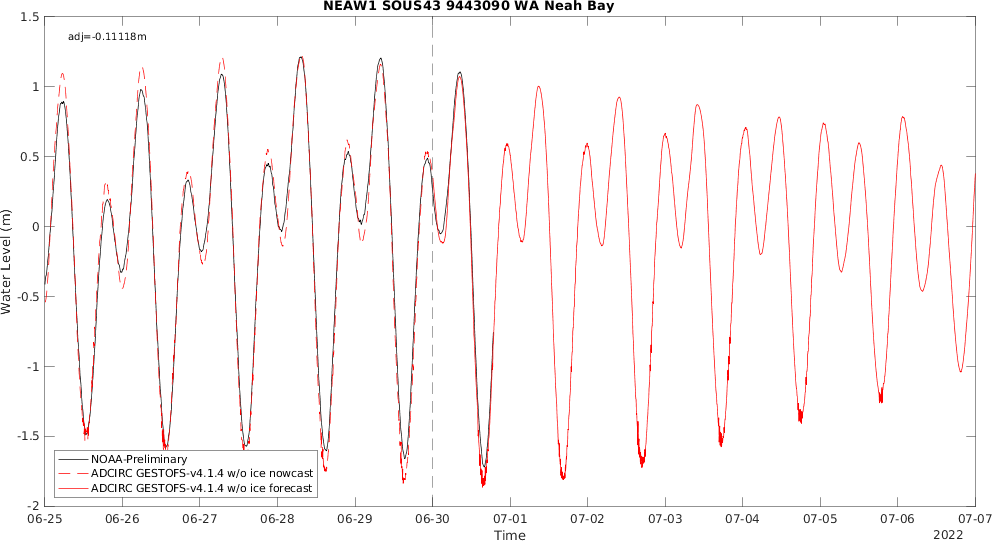 NEAW1 SOUS43 9443090 WA Neah Bay
adj=-0.11118m
1.5
1
0.5
0
-0.5
-1
-1.5
-2
Water Level (m)
NOAA-Preliminary
ADCIRC GESTOFS-v4.1.4 w/o ice nowcast
ADCIRC GESTOFS-v4.1.4 w/o ice forecast
06-25 06-26 06-27 06-28 06-29 06-30 07-01 07-02 07-03 07-04 07-05 07-06 07-07
Time
2022